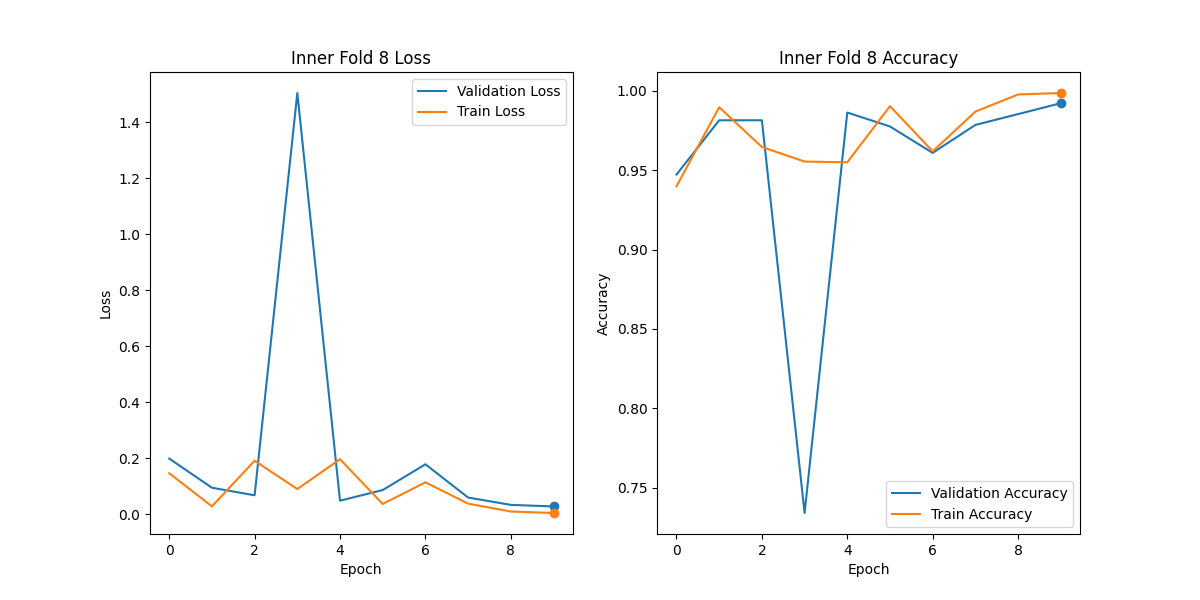 Inner Fold 8 Loss
Validation Loss
Train Loss
1.4
1.2
1.0
0.8
0.6
0.4
0.2
0.0
Loss
0 2 4 6 8
Epoch
Inner Fold 8 Accuracy
1.00
0.95
0.90
0.85
0.80
0.75
Accuracy
Validation Accuracy
Train Accuracy
0 2 4 6 8
Epoch